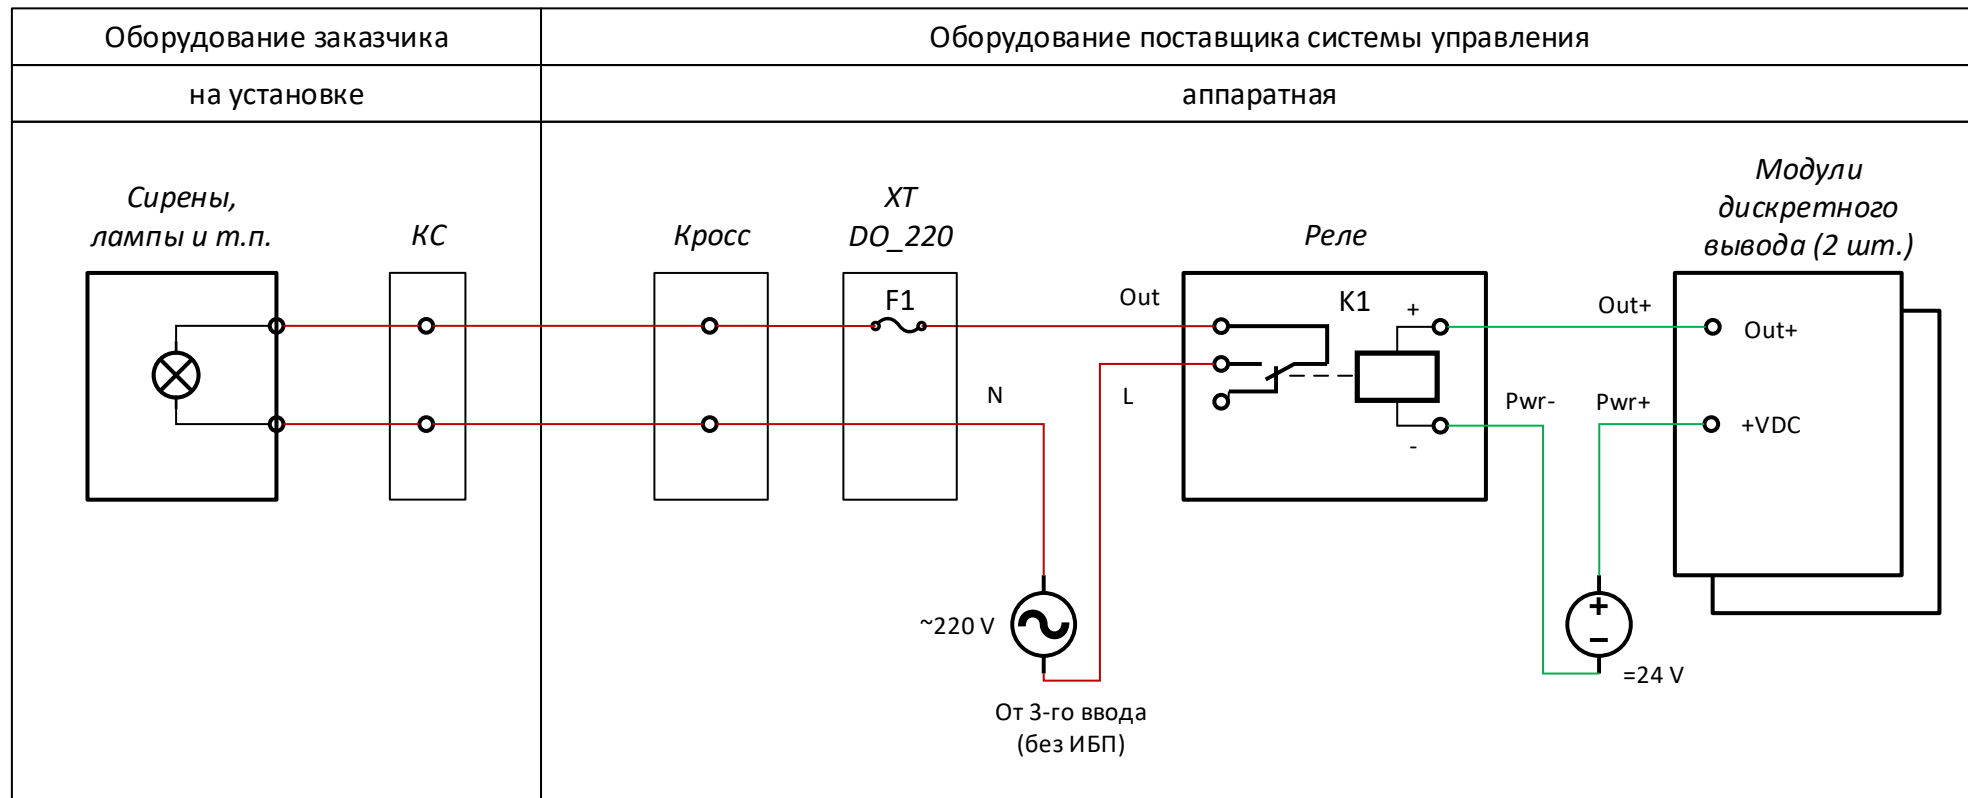 Оборудование заказчика
Оборудование поставщика системы управления
на установке
аппаратная
Сирены,
лампы и т.п.
КС
Кросс
XT
DO_220
Реле
Модули
дискретного
вывода (2 шт.)
F1
Out
K1
+
Out+
Out+
N
L
Pwr-
Pwr+
+VDC
-
~220 V
=24 V
От 3-го ввода
(без ИБП)